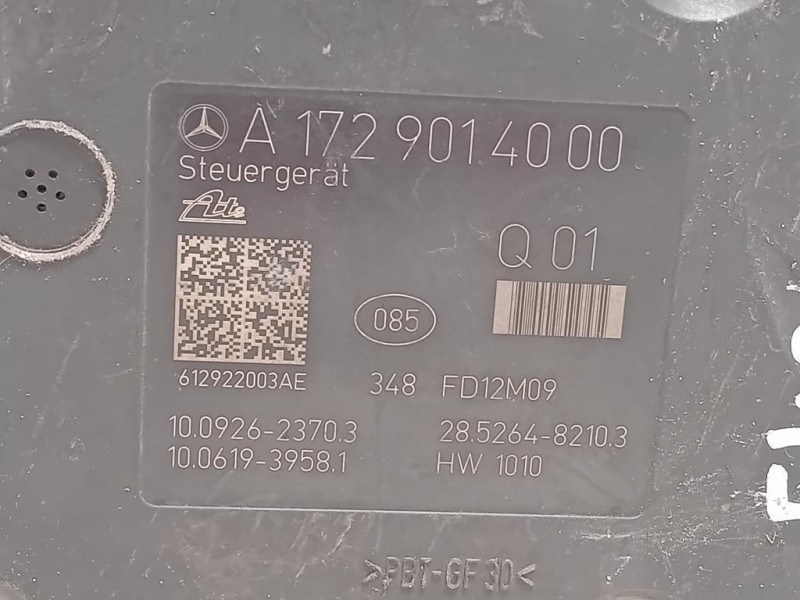 A 172 901 40 00
Steuergerät
Ate
Q 01
085
612922003AE
348 FD12M09
10.0926-2370.3 28.5264-8210.3
10.0619-3958.1 HW 1010
>PBT-GF30<